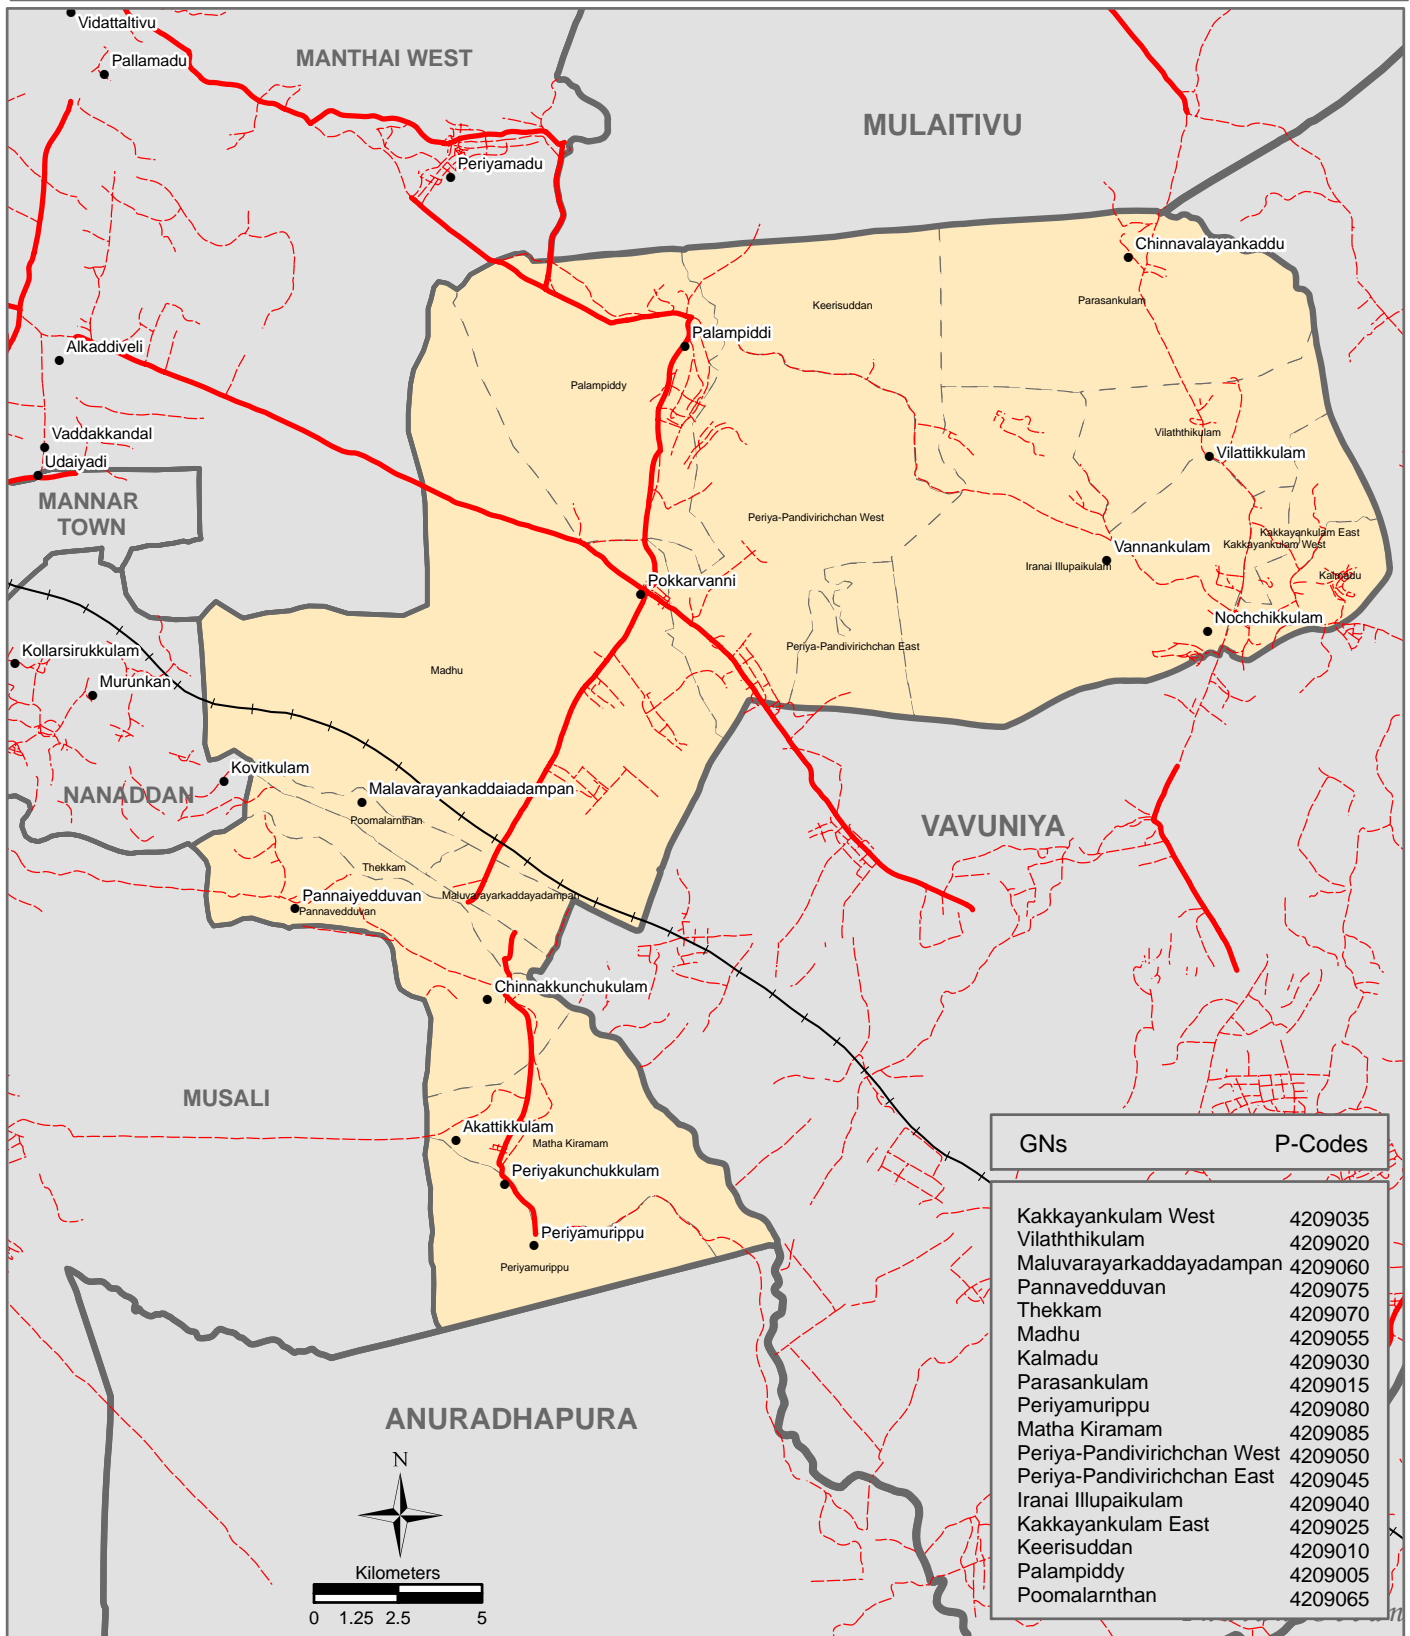 Vidattaltivu
MANTHAI WEST
Pallamadu
MULAITIVU
Periyamadu
Chinnavalayankaddu
Keerisuddan
Parasankulam
Palampiddi
Alkaddiveli
Palampiddy
Vaddakkandal
Vilaththikulam
Vilattikkulam
Udaiyadi
MANNAR
TOWN
Periya-Pandivirichchan West
Kakkayankulam East
Kakkayankulam West
Vannankulam
Iranai Illupaikulam
Kalmadu
Pokkarvanni
Nochchikkulam
Kollarsirukkulam
Periya-Pandivirichchan East
Madhu
Murunkan
Kovitkulam
NANADDAN
Malavarayankaddaiadampan
Poomalarnthan
VAVUNIYA
Thekkam
Pannaiyedduvan
Maluvarayarkaddayadampan
Pannavedduvan
Chinnakkunchukulam
MUSALI
Akattikkulam
Matha Kiramam
Periyakunchukkulam
Periyamurippu
Periyamurippu
GNs P-Codes
Kakkayankulam West 4209035
Vilaththikulam 4209020
Maluvarayarkaddayadampan 4209060
Pannavedduvan 4209075
Thekkam 4209070
Madhu 4209055
Kalmadu 4209030
Parasankulam 4209015
Periyamurippu 4209080
Matha Kiramam 4209085
Periya-Pandivirichchan West 4209050
Periya-Pandivirichchan East 4209045
Iranai Illupaikulam 4209040
Kakkayankulam East 4209025
Keerisuddan 4209010
Palampiddy 4209005
Poomalarnthan 4209065
ANURADHAPURA
N
Kilometers
0 1.25 2.5 5